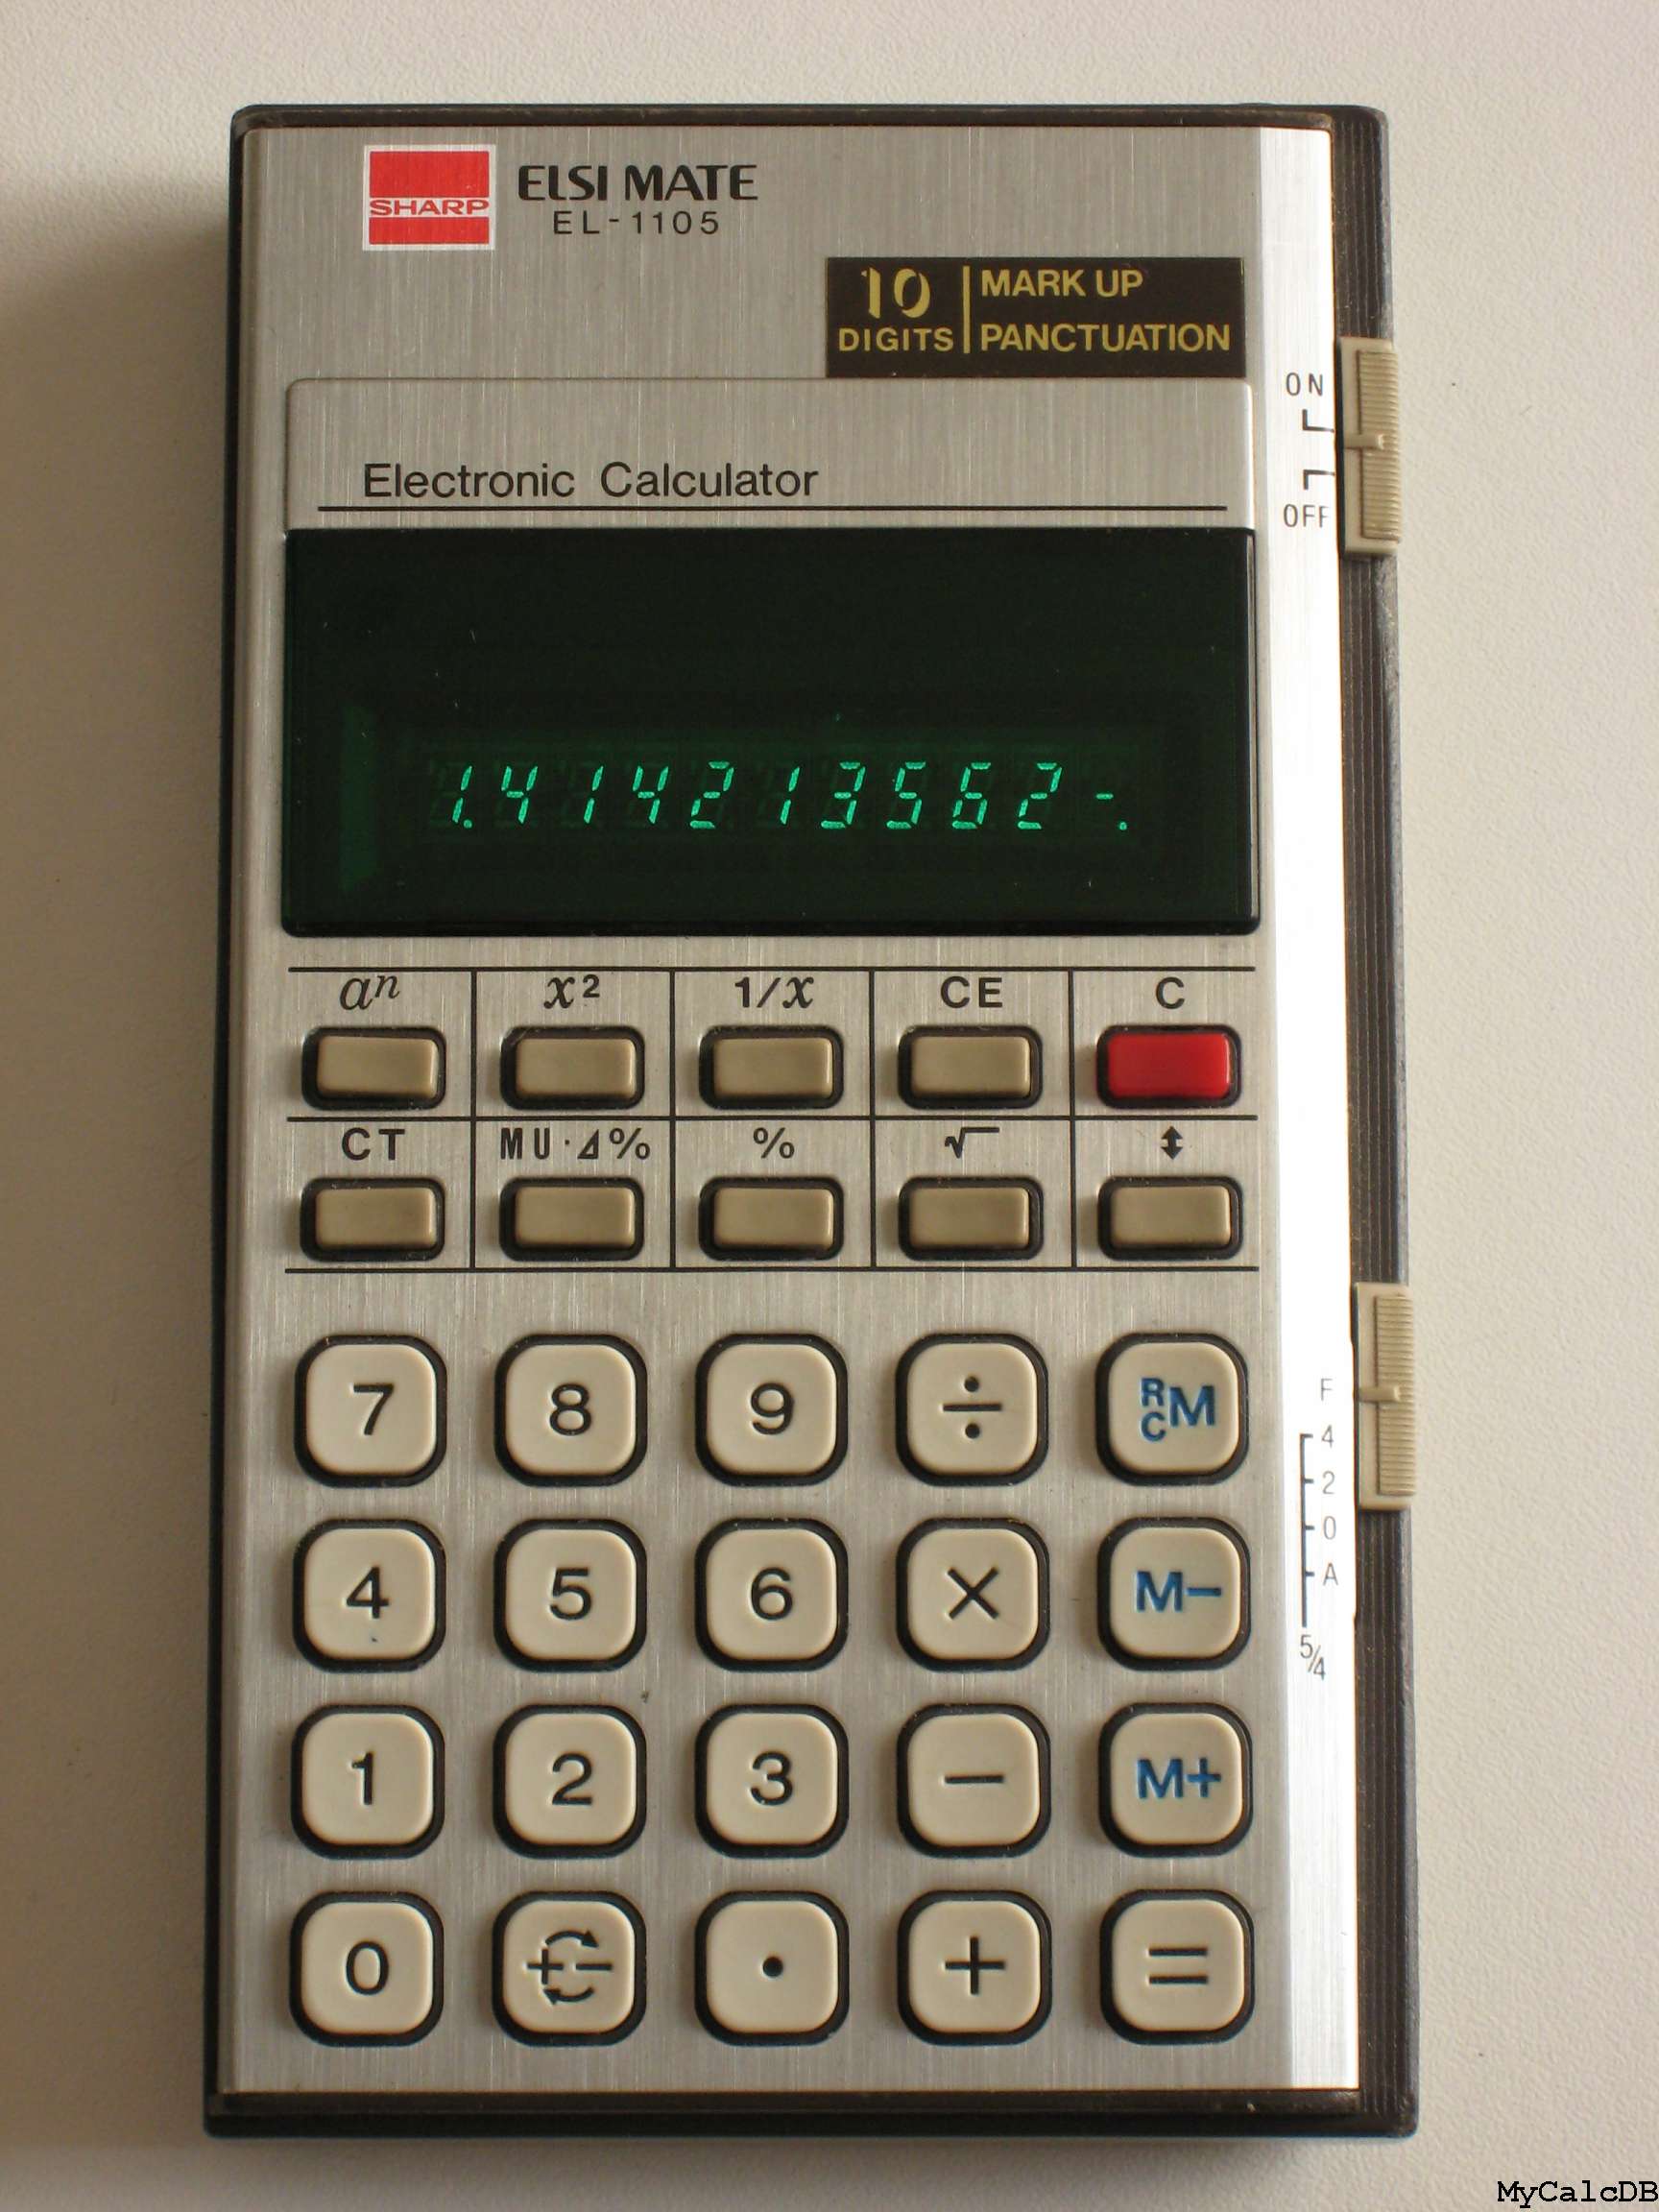 SHARP
ELSI MATE
EL-1105
10 DIGITS
MARK UP
PANCTUATION
ON
OFF
Electronic Calculator
1.414213562-.
aⁿ x² 1/x CE C
CT MU·⊿% % √ ↕
7 8 9 ÷ RCM
F
4
2
0
A
5/4
4 5 6 × M−
1 2 3 − M+
0 +− • + =
MyCalcDB